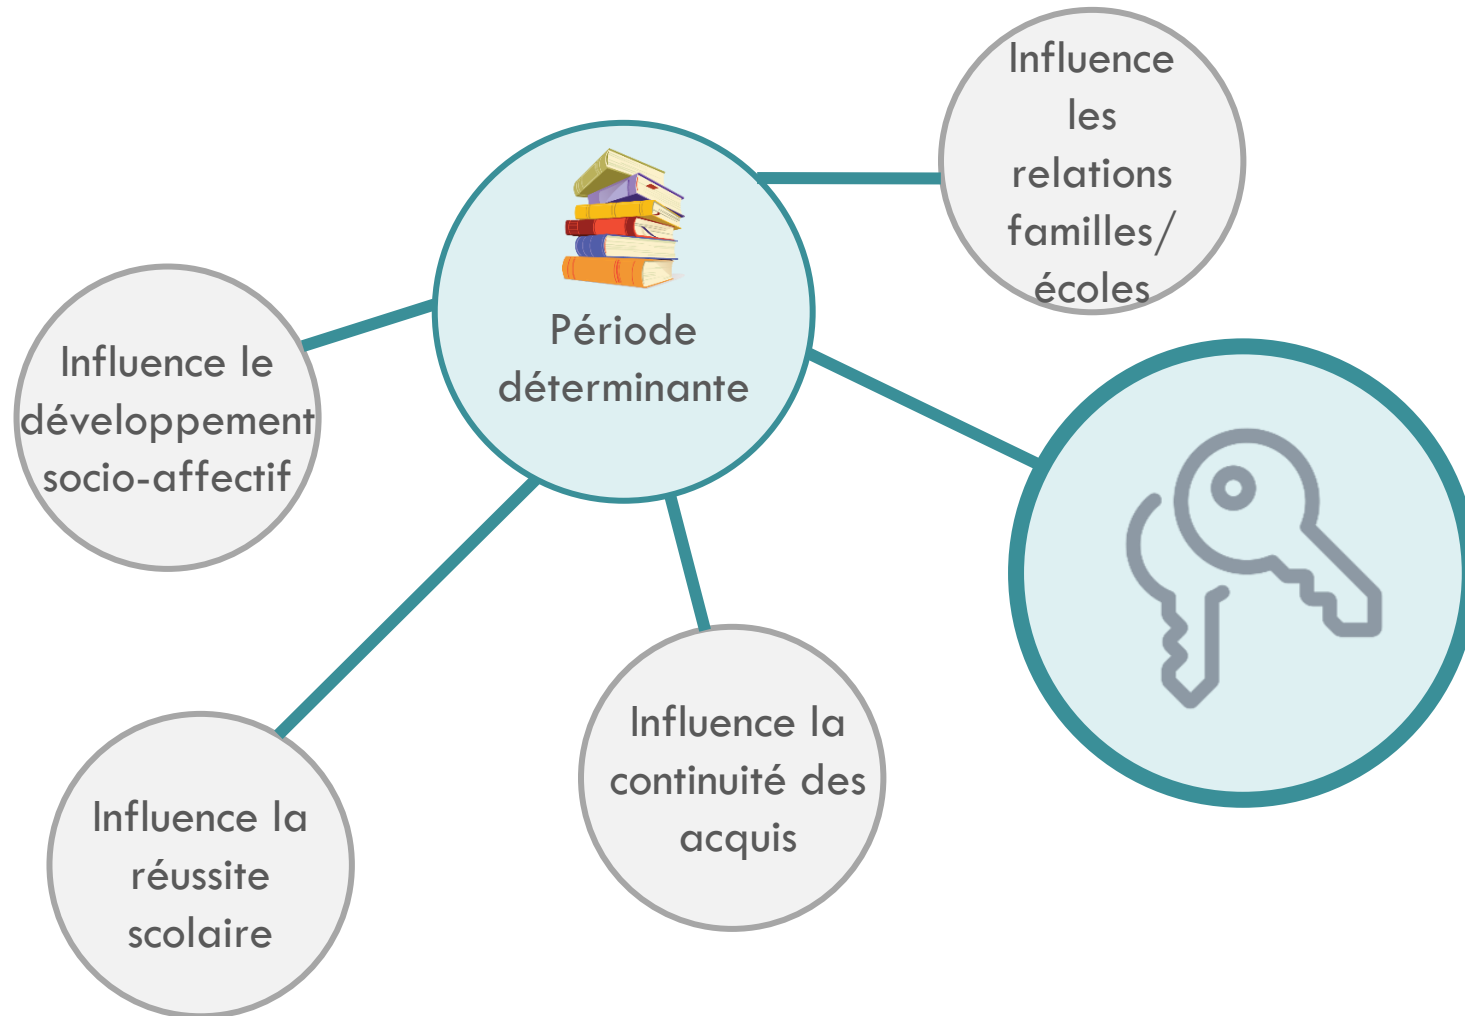 Influence
les
relations
familles/
écoles
Période
déterminante
Influence le
développement
socio-affectif
Influence la
continuité des
acquis
Influence la
réussite
scolaire